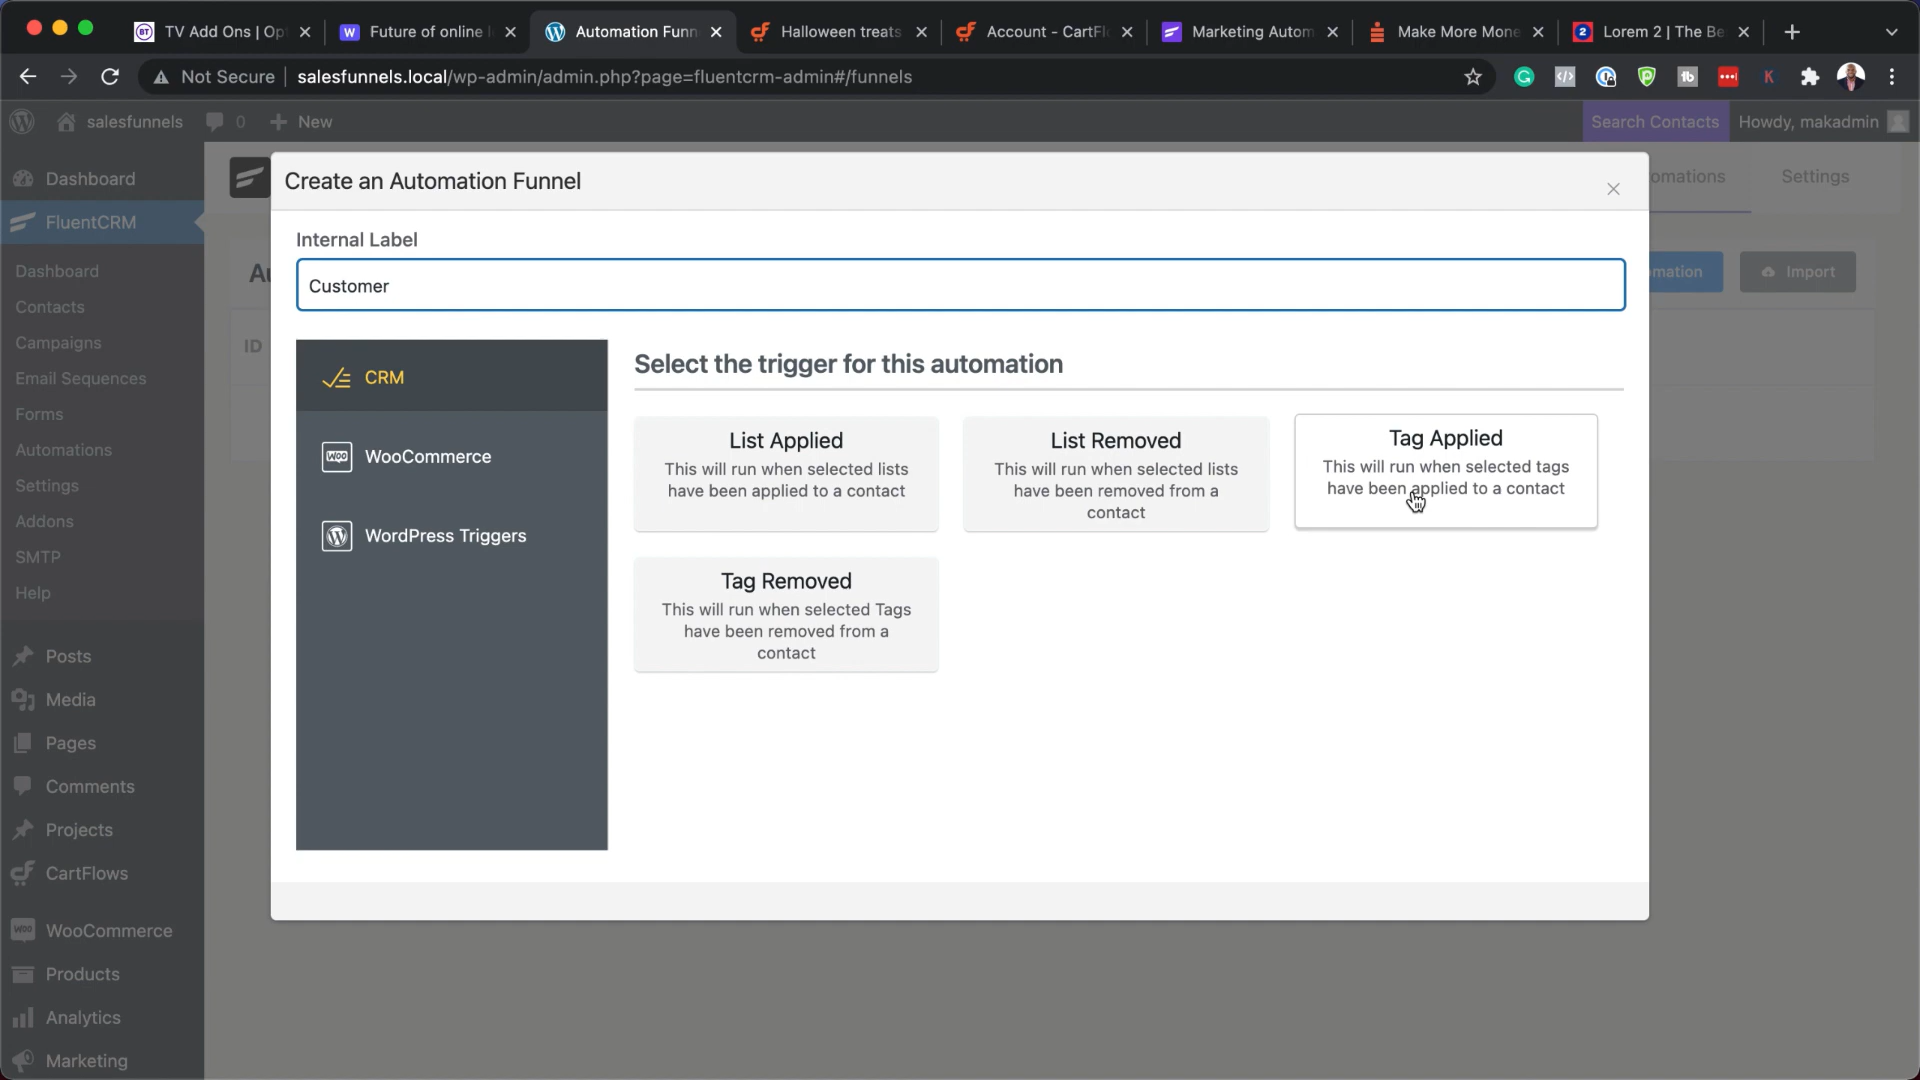 TV Add Ons | Op
Future of online l
Automation Funn
Halloween treats
Account - CartFl
Marketing Autom
Make More Mone
Lorem 2 | The Be
Not Secure
salesfunnels.local/wp-admin/admin.php?page=fluentcrm-admin#/funnels
salesfunnels
0
New
Search Contacts
Howdy, makadmin
Dashboard
FluentCRM
Dashboard
Contacts
Campaigns
Email Sequences
Forms
Automations
Settings
Addons
SMTP
Help
Posts
Media
Pages
Comments
Projects
CartFlows
WooCommerce
Products
Analytics
Marketing
omations
Settings
Au
mation
Import
ID
Create an Automation Funnel
Internal Label
Customer
CRM
WooCommerce
WordPress Triggers
Select the trigger for this automation
List Applied
This will run when selected lists
have been applied to a contact
List Removed
This will run when selected lists
have been removed from a
contact
Tag Applied
This will run when selected tags
have been applied to a contact
Tag Removed
This will run when selected Tags
have been removed from a
contact